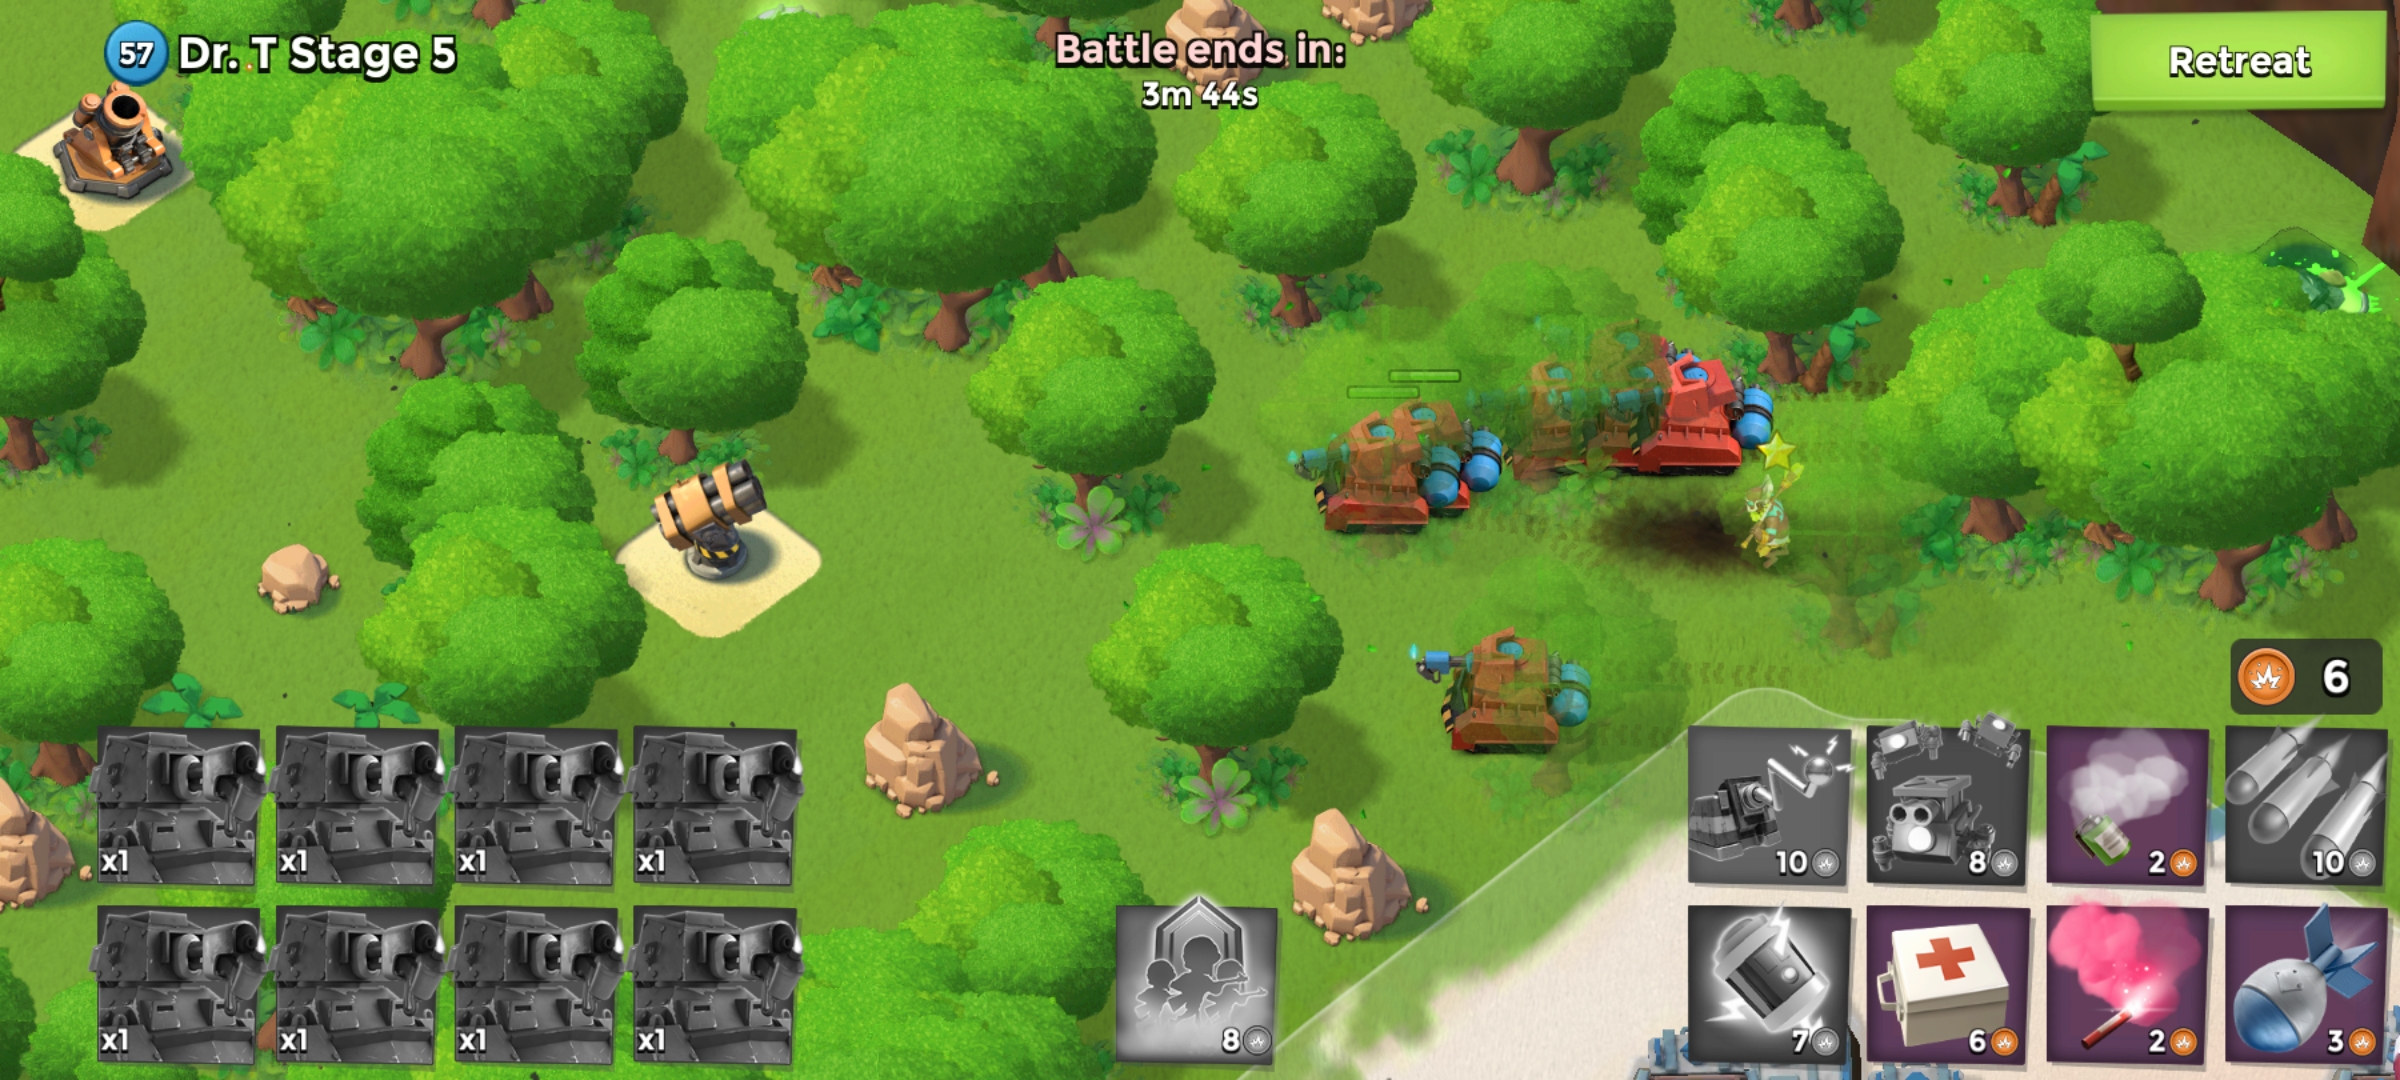 57 Dr. T Stage 5
Battle ends in:
3m 44s
Retreat
6
x1 x1 x1 x1
10 8 2 10
x1 x1 x1 x1
8
7 6 2 3